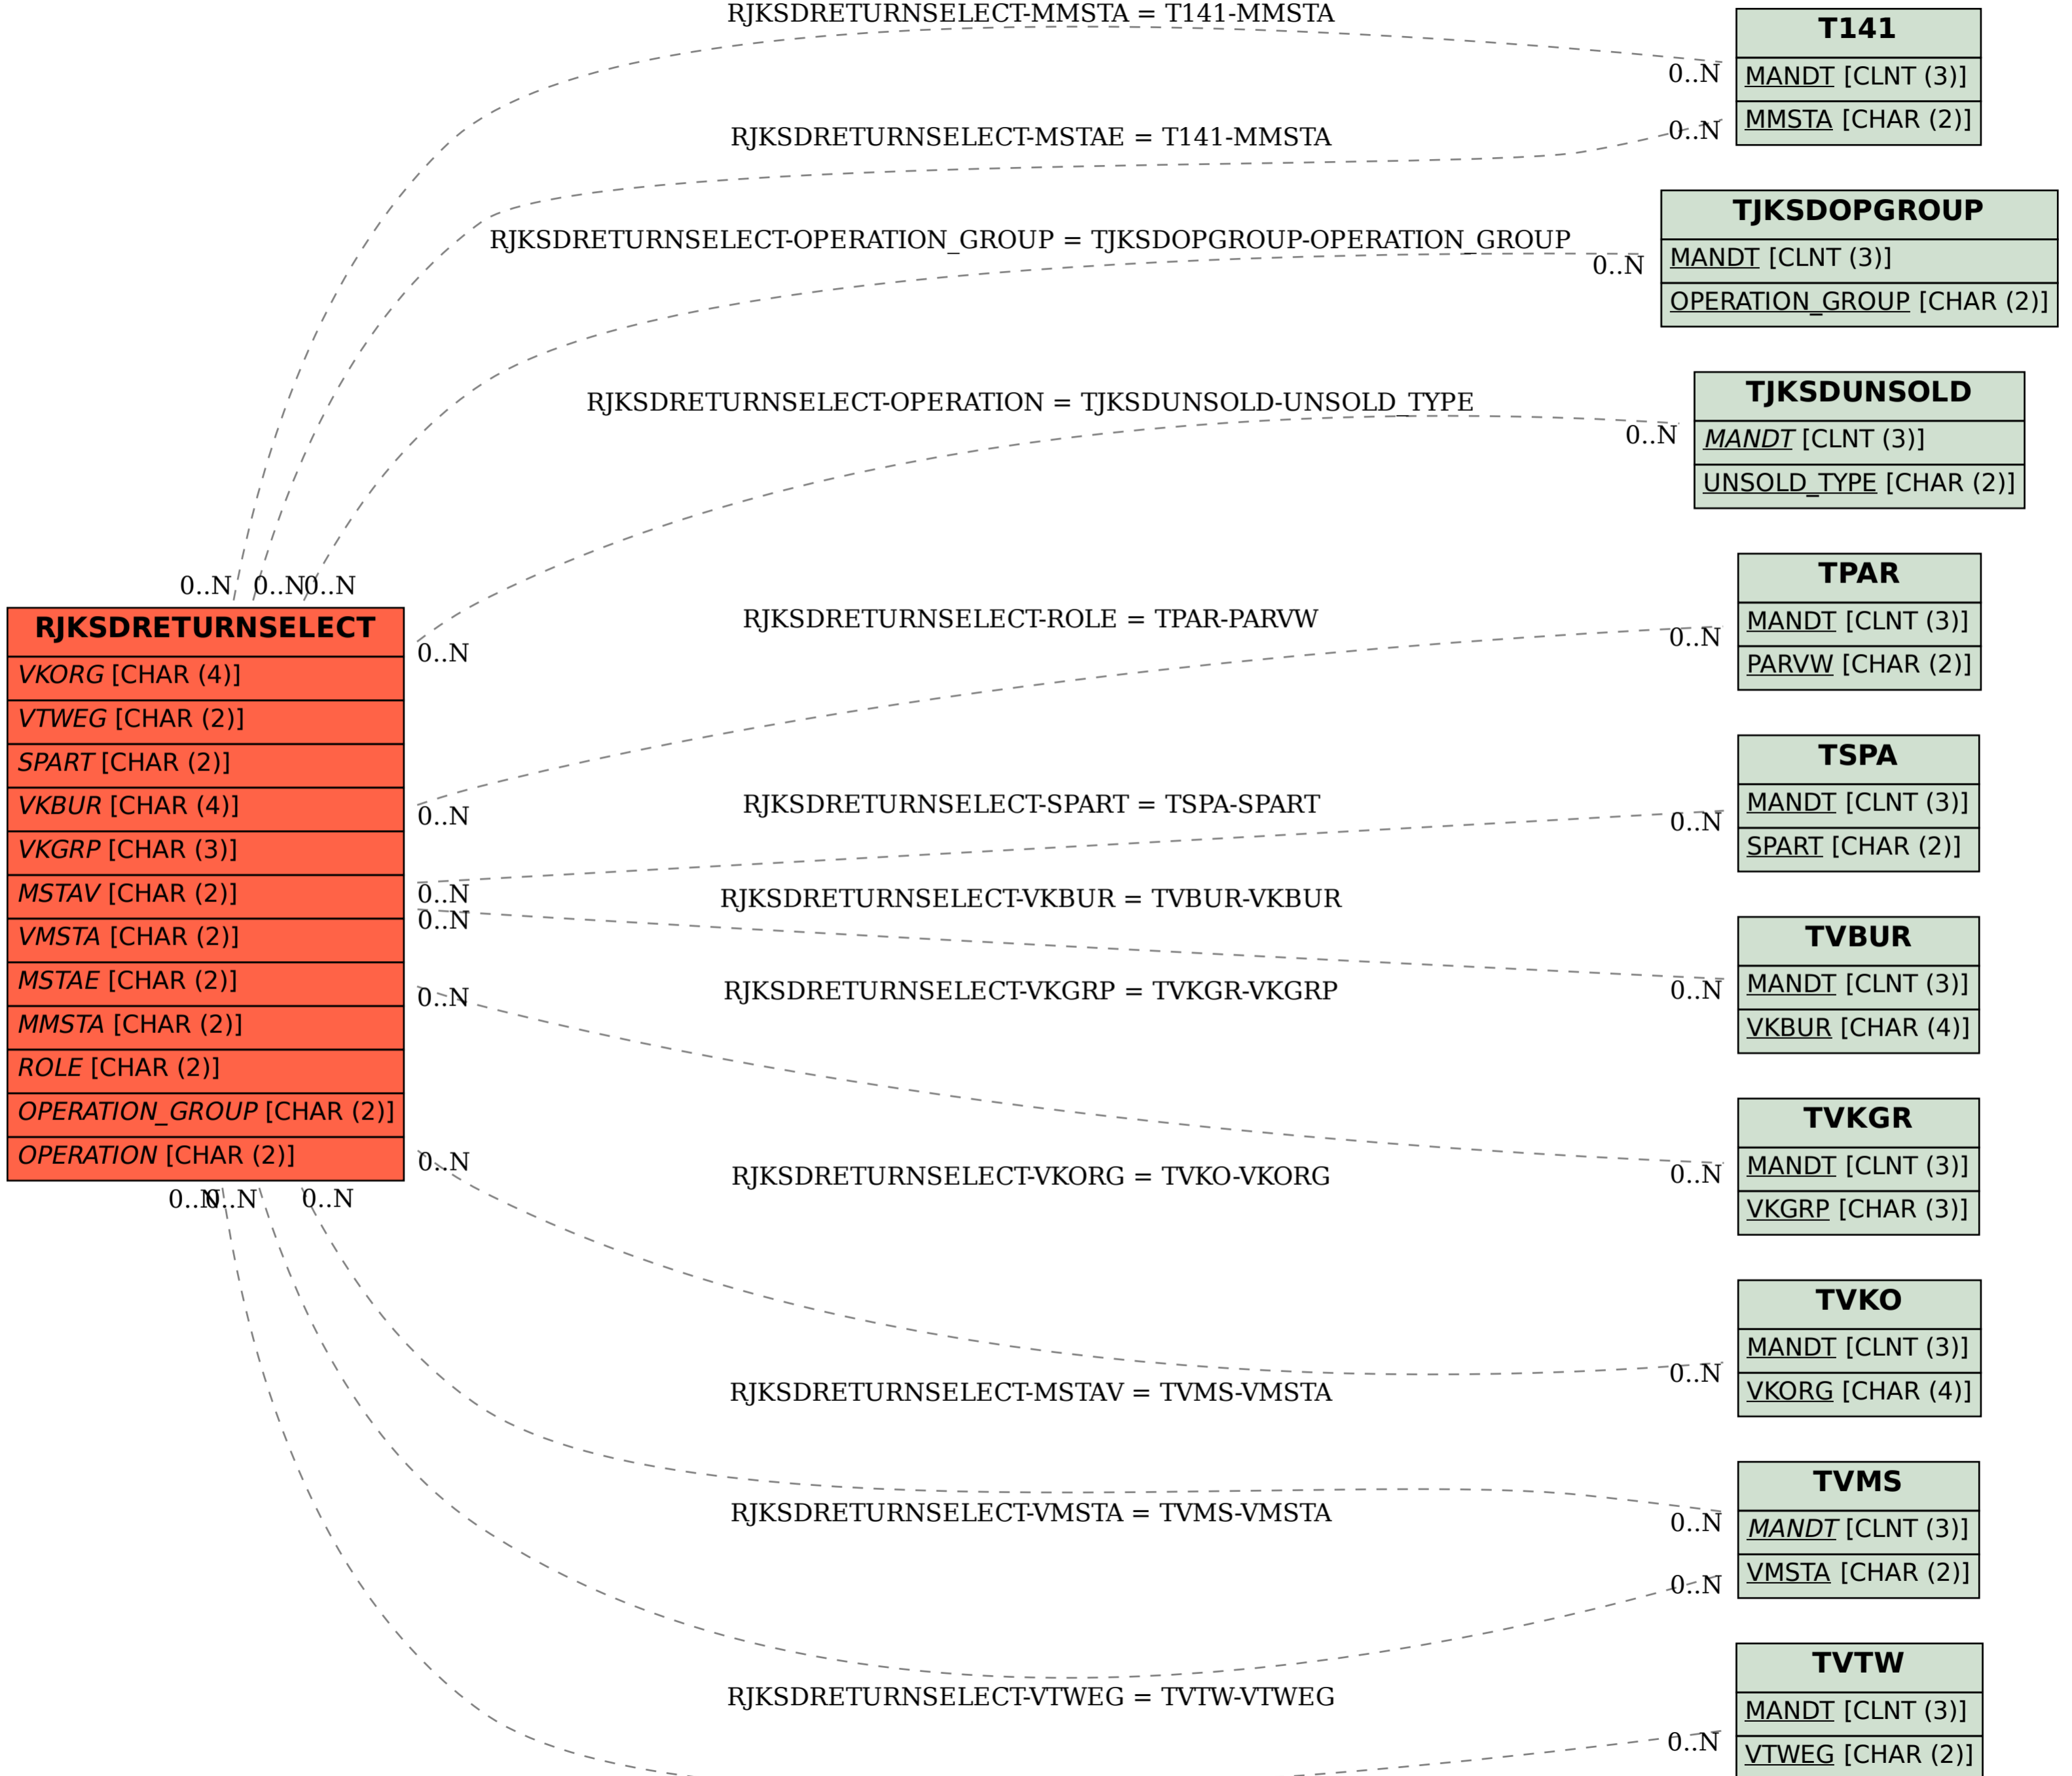 RJKSDRETURNSELECT-MMSTA = T141-MMSTA
T141
MANDT [CLNT (3)]
MMSTA [CHAR (2)]
0..N
RJKSDRETURNSELECT-MSTAE = T141-MMSTA
0..N
TJKSDOPGROUP
MANDT [CLNT (3)]
OPERATION_GROUP [CHAR (2)]
RJKSDRETURNSELECT-OPERATION_GROUP = TJKSDOPGROUP-OPERATION_GROUP
0..N
TJKSDUNSOLD
MANDT [CLNT (3)]
UNSOLD_TYPE [CHAR (2)]
RJKSDRETURNSELECT-OPERATION = TJKSDUNSOLD-UNSOLD_TYPE
0..N
0..N
0..N
0..N
RJKSDRETURNSELECT
VKORG [CHAR (4)]
VTWEG [CHAR (2)]
SPART [CHAR (2)]
VKBUR [CHAR (4)]
VKGRP [CHAR (3)]
MSTAV [CHAR (2)]
VMSTA [CHAR (2)]
MSTAE [CHAR (2)]
MMSTA [CHAR (2)]
ROLE [CHAR (2)]
OPERATION_GROUP [CHAR (2)]
OPERATION [CHAR (2)]
0..N
0..N
0..N
0..N
0..N
0..N
0..N
0..N
0..N
TPAR
MANDT [CLNT (3)]
PARVW [CHAR (2)]
RJKSDRETURNSELECT-ROLE = TPAR-PARVW
0..N
TSPA
MANDT [CLNT (3)]
SPART [CHAR (2)]
RJKSDRETURNSELECT-SPART = TSPA-SPART
0..N
RJKSDRETURNSELECT-VKBUR = TVBUR-VKBUR
TVBUR
MANDT [CLNT (3)]
VKBUR [CHAR (4)]
0..N
RJKSDRETURNSELECT-VKGRP = TVKGR-VKGRP
TVKGR
MANDT [CLNT (3)]
VKGRP [CHAR (3)]
0..N
RJKSDRETURNSELECT-VKORG = TVKO-VKORG
TVKO
MANDT [CLNT (3)]
VKORG [CHAR (4)]
0..N
RJKSDRETURNSELECT-MSTAV = TVMS-VMSTA
TVMS
MANDT [CLNT (3)]
VMSTA [CHAR (2)]
0..N
RJKSDRETURNSELECT-VMSTA = TVMS-VMSTA
0..N
TVTW
MANDT [CLNT (3)]
VTWEG [CHAR (2)]
RJKSDRETURNSELECT-VTWEG = TVTW-VTWEG
0..N